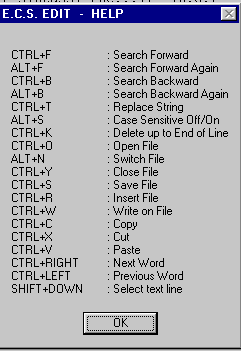 E.C.S. EDIT - HELP
CTRL+F : Search Forward
ALT+F : Search Forward Again
CTRL+B : Search Backward
ALT+B : Search Backward Again
CTRL+T : Replace String
ALT+S : Case Sensitive Off/On
CTRL+K : Delete up to End of Line
CTRL+O : Open File
ALT+N : Switch File
CTRL+Y : Close File
CTRL+S : Save File
CTRL+R : Insert File
CTRL+W : Write on File
CTRL+C : Copy
CTRL+X : Cut
CTRL+V : Paste
CTRL+RIGHT : Next Word
CTRL+LEFT : Previous Word
SHIFT+DOWN : Select text line
OK